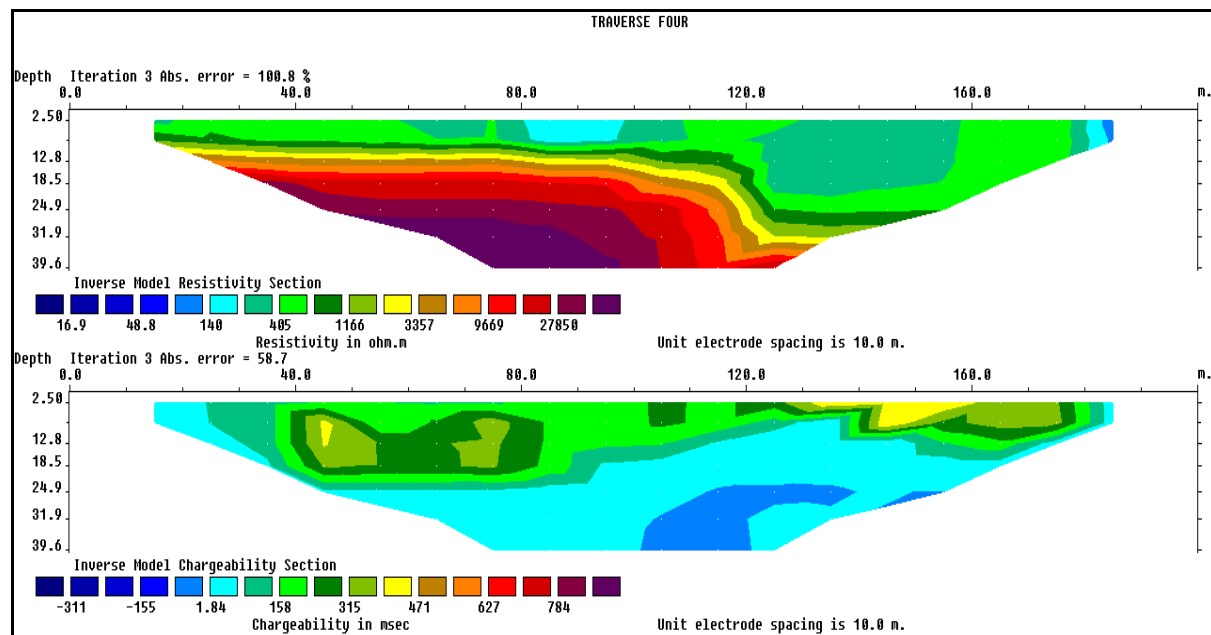 TRAVERSE FOUR
Depth Iteration 3 Abs. error = 100.8 %
0.0 40.0 80.0 120.0 160.0 m.
2.50
12.8
18.5
24.9
31.9
39.6
Inverse Model Resistivity Section
16.9 48.8 140 405 1166 3357 9669 27850
Resistivity in ohm.m Unit electrode spacing is 10.0 m.
Depth Iteration 3 Abs. error = 58.7
0.0 40.0 80.0 120.0 160.0 m.
2.50
12.8
18.5
24.9
31.9
39.6
Inverse Model Chargeability Section
-311 -155 1.84 158 315 471 627 784
Chargeability in msec Unit electrode spacing is 10.0 m.